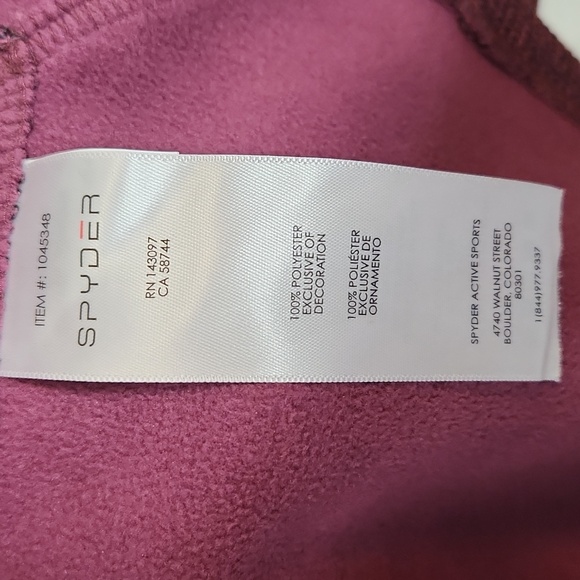 ITEM #: 1045348
SPYDER
RN 143097
CA 58744
100% POLYESTER
EXCLUSIVE OF
DECORATION
100% POLIÉSTER
EXCLUSIVE DE
ORNAMENTO
SPYDER ACTIVE SPORTS
4740 WALNUT STREET
BOULDER, COLORADO
80301
1(844)977.9337